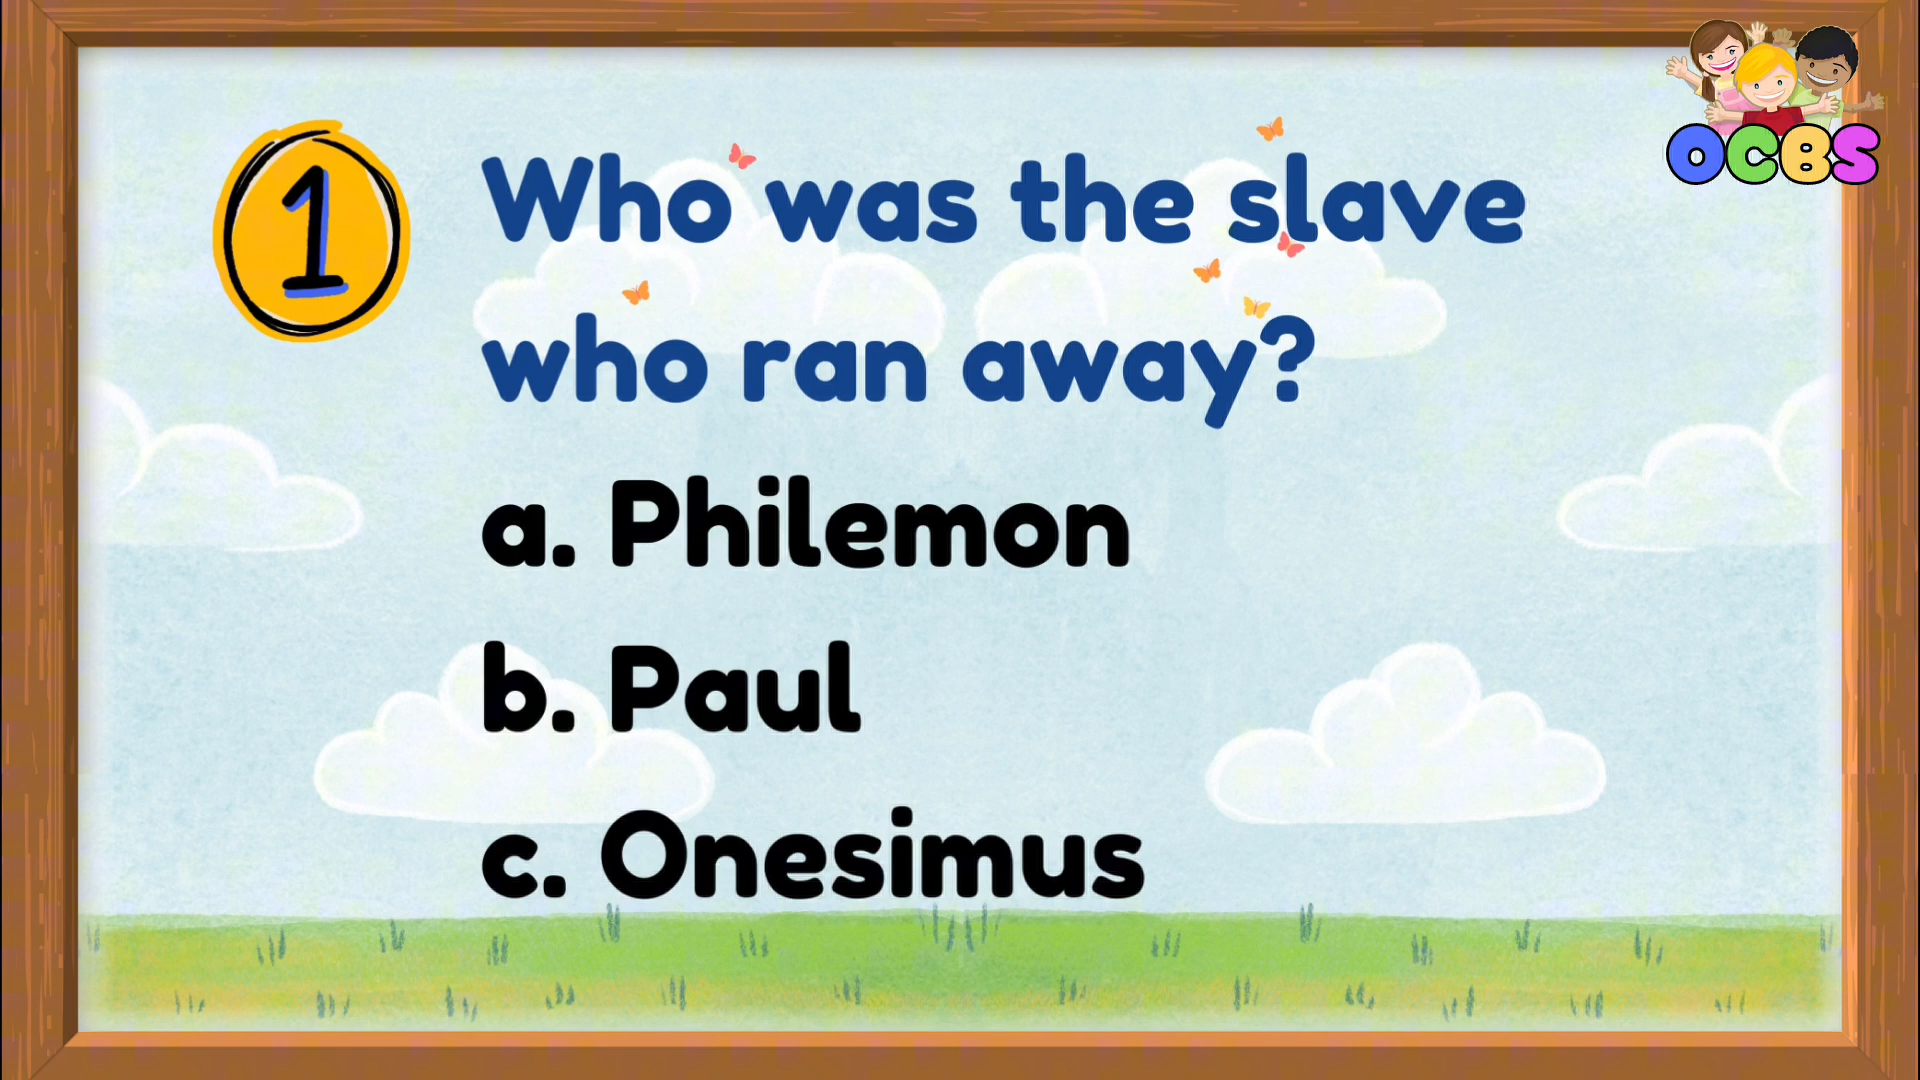 1
Who was the slave
who ran away?
a. Philemon
b. Paul
c. Onesimus
OCBS